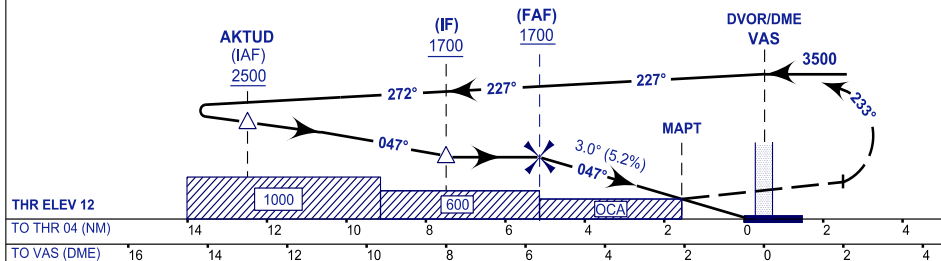 AKTUD
(IAF)
2500
(IF)
1700
(FAF)
1700
DVOR/DME
VAS
3500
272°
227°
227°
233°
MAPT
047°
3.0° (5.2%)
047°
THR ELEV 12
1000
600
OCA
TO THR 04 (NM) 14 12 10 8 6 4 2 0 2 4
TO VAS (DME) 16 14 12 10 8 6 4 2 0 2 4